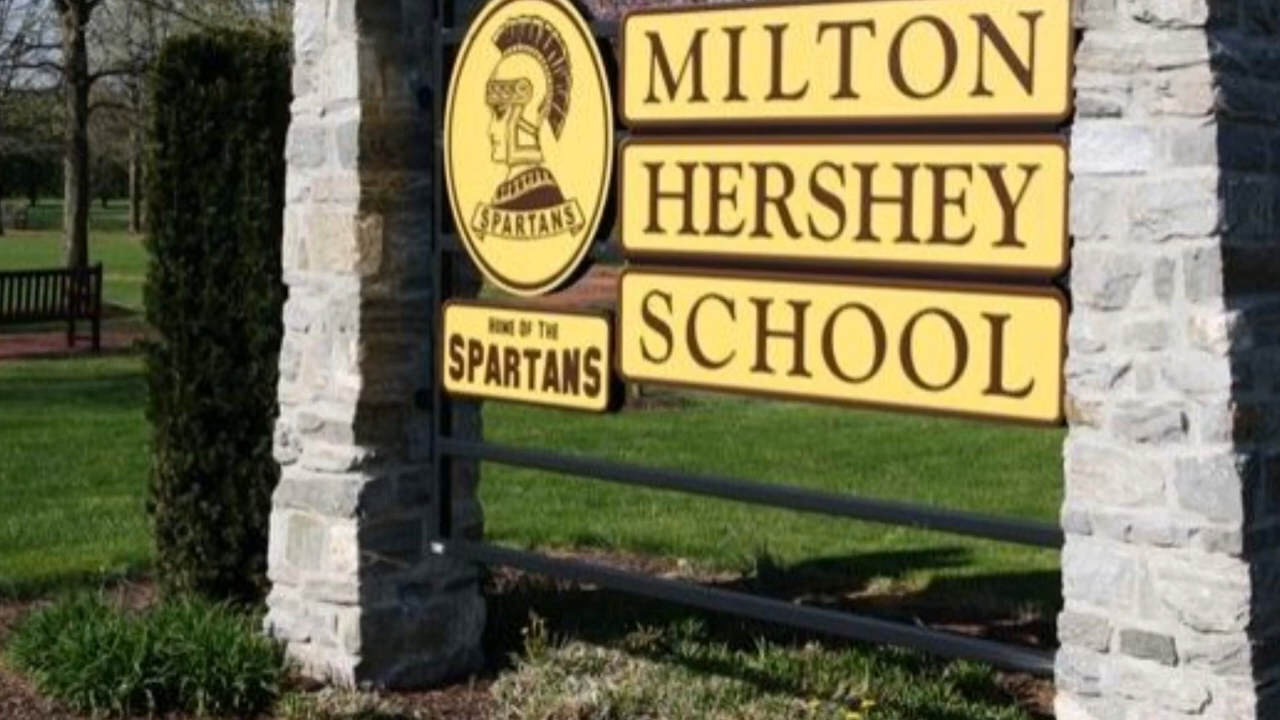 SPARTANS
HOME OF THE
SPARTANS
MILTON
HERSHEY
SCHOOL